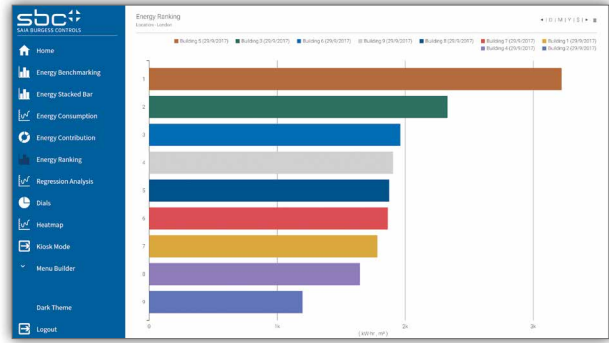 sbc
SAIA BURGESS CONTROLS
Home
Energy Benchmarking
Energy Stacked Bar
Energy Consumption
Energy Contribution
Energy Ranking
Regression Analysis
Dials
Heatmap
Kiosk Mode
Menu Builder
Dark Theme
Logout
Energy Ranking
Location - London
Building 5 (29/9/2017) Building 3 (29/9/2017) Building 6 (29/9/2017) Building 9 (29/9/2017) Building 8 (29/9/2017) Building 7 (29/9/2017) Building 1 (29/9/2017)
Building 4 (29/9/2017) Building 2 (29/9/2017)
1
2
3
4
5
6
7
8
9
0 1k 2k 3k